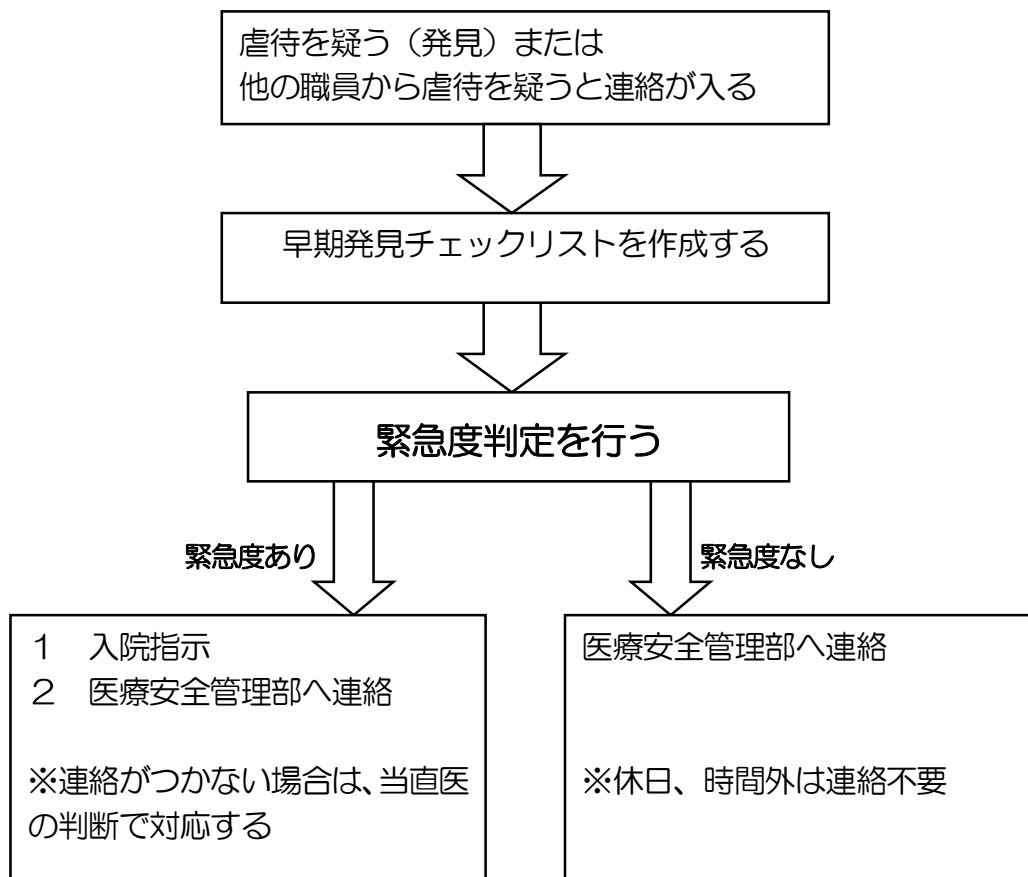 虐待を疑う（発見）または
他の職員から虐待を疑うと連絡が入る
早期発見チェックリストを作成する
緊急度判定を行う
緊急度あり
緊急度なし
１　入院指示
２　医療安全管理部へ連絡
※連絡がつかない場合は、当直医
の判断で対応する
医療安全管理部へ連絡
※休日、時間外は連絡不要